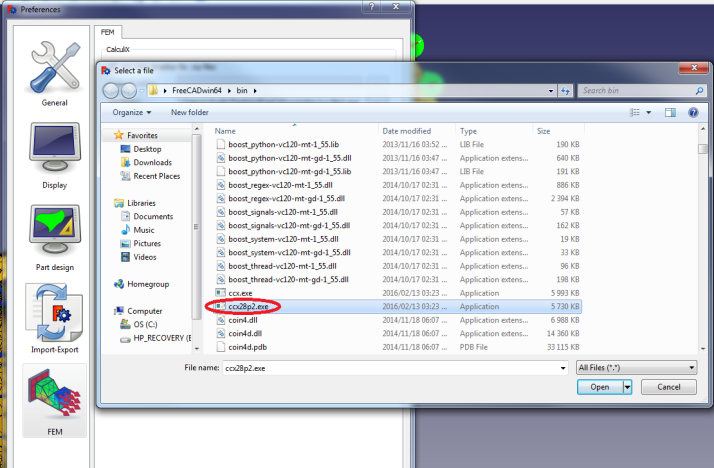 Preferences
FEM
CalculiX
General
Display
Part design
Import-Export
FEM
Select a file
FreeCADwin64 bin
Search bin
Organize New folder
Favorites
Desktop
Downloads
Recent Places
Libraries
Documents
Music
Pictures
Videos
Homegroup
Computer
OS (C:)
HP_RECOVERY (E
Name Date modified Type Size
boost_python-vc120-mt-1_55.lib 2013/11/16 03:52 ... LIB File 190 KB
boost_python-vc120-mt-gd-1_55.dll 2013/11/16 03:47 ... Application extens... 640 KB
boost_python-vc120-mt-gd-1_55.lib 2013/11/16 03:47 ... LIB File 191 KB
boost_regex-vc120-mt-1_55.dll 2014/10/17 02:31 ... Application extens... 886 KB
boost_regex-vc120-mt-gd-1_55.dll 2014/10/17 02:31 ... Application extens... 2 394 KB
boost_signals-vc120-mt-1_55.dll 2014/10/17 02:31 ... Application extens... 57 KB
boost_signals-vc120-mt-gd-1_55.dll 2014/10/17 02:31 ... Application extens... 162 KB
boost_system-vc120-mt-1_55.dll 2014/10/17 02:31 ... Application extens... 19 KB
boost_system-vc120-mt-gd-1_55.dll 2014/10/17 02:31 ... Application extens... 33 KB
boost_thread-vc120-mt-1_55.dll 2014/10/17 02:31 ... Application extens... 96 KB
boost_thread-vc120-mt-gd-1_55.dll 2014/10/17 02:31 ... Application extens... 198 KB
ccx.exe 2016/02/13 03:23 ... Application 5 993 KB
ccx28p2.exe 2016/02/13 03:23 ... Application 5 730 KB
coin4.dll 2014/11/18 06:07 ... Application extens... 6 988 KB
coin4d.dll 2014/11/18 06:07 ... Application extens... 14 360 KB
coin4d.pdb 2014/11/18 06:07 ... PDB File 33 115 KB
File name: ccx28p2.exe All Files (*.*)
Open Cancel